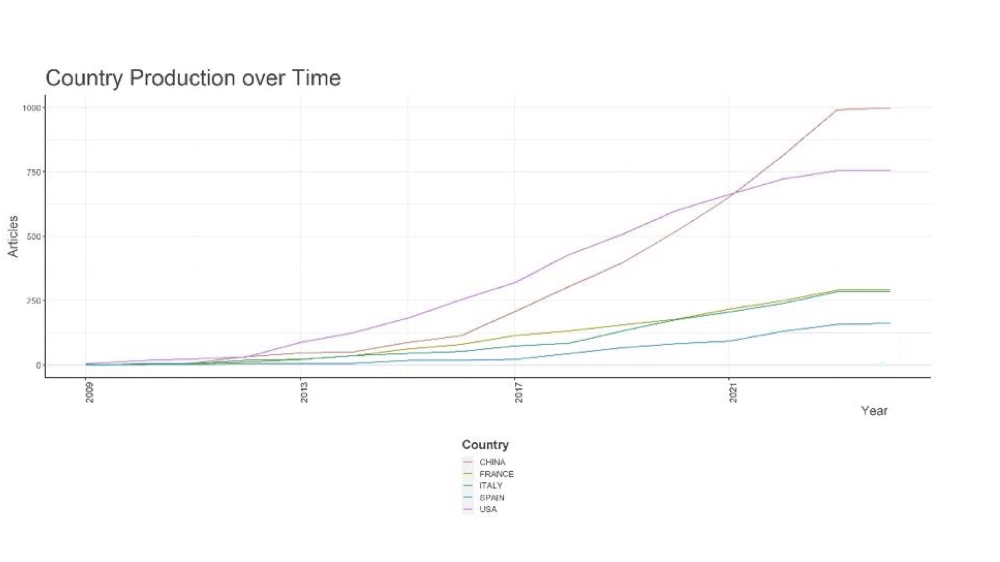 Country Production over Time
1000
750
500
250
0
Articles
2009
2013
2017
2021
Year
Country
CHINA
FRANCE
ITALY
SPAIN
USA